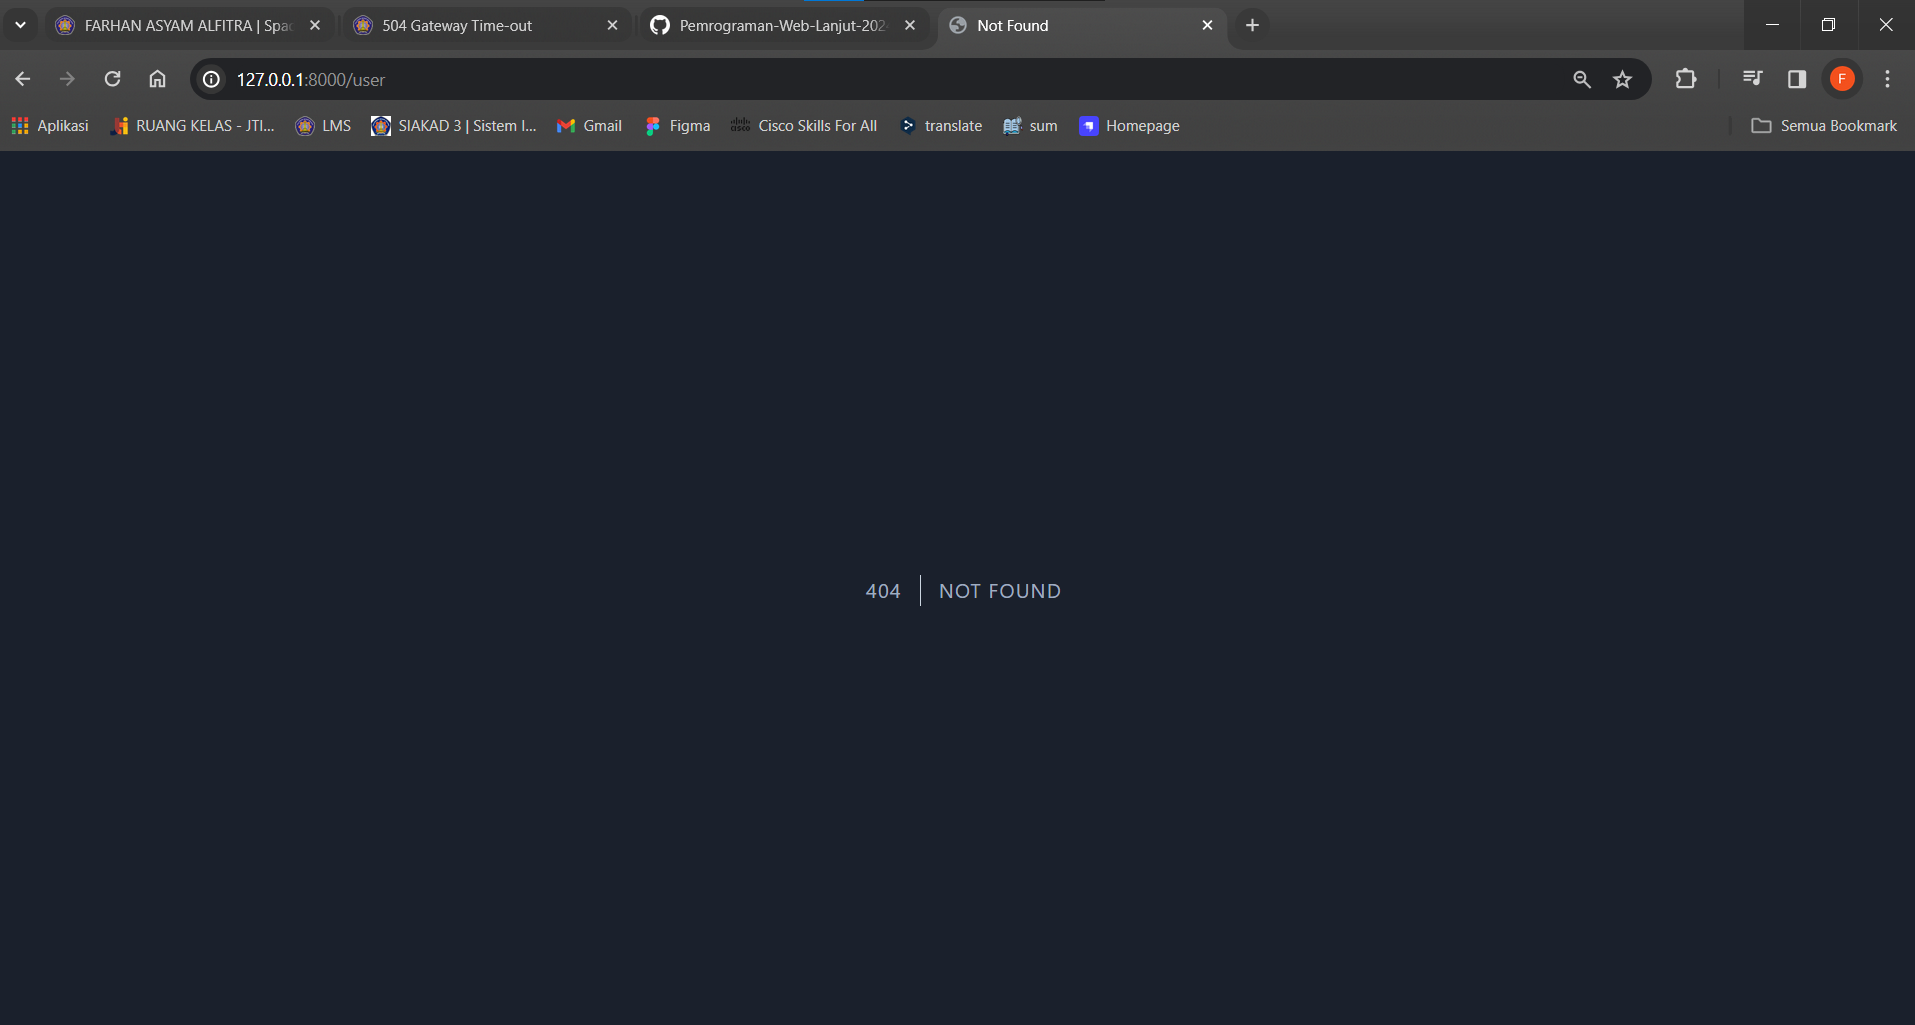 FARHAN ASYAM ALFITRA | Spac
504 Gateway Time-out
Pemrograman-Web-Lanjut-202
Not Found
127.0.0.1:8000/user
F
Aplikasi
RUANG KELAS - JTI...
LMS
SIAKAD 3 | Sistem I...
Gmail
Figma
Cisco Skills For All
translate
sum
Homepage
Semua Bookmark
404
NOT FOUND